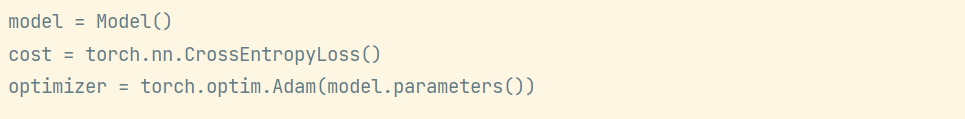 model = Model()
cost = torch.nn.CrossEntropyLoss()
optimizer = torch.optim.Adam(model.parameters())